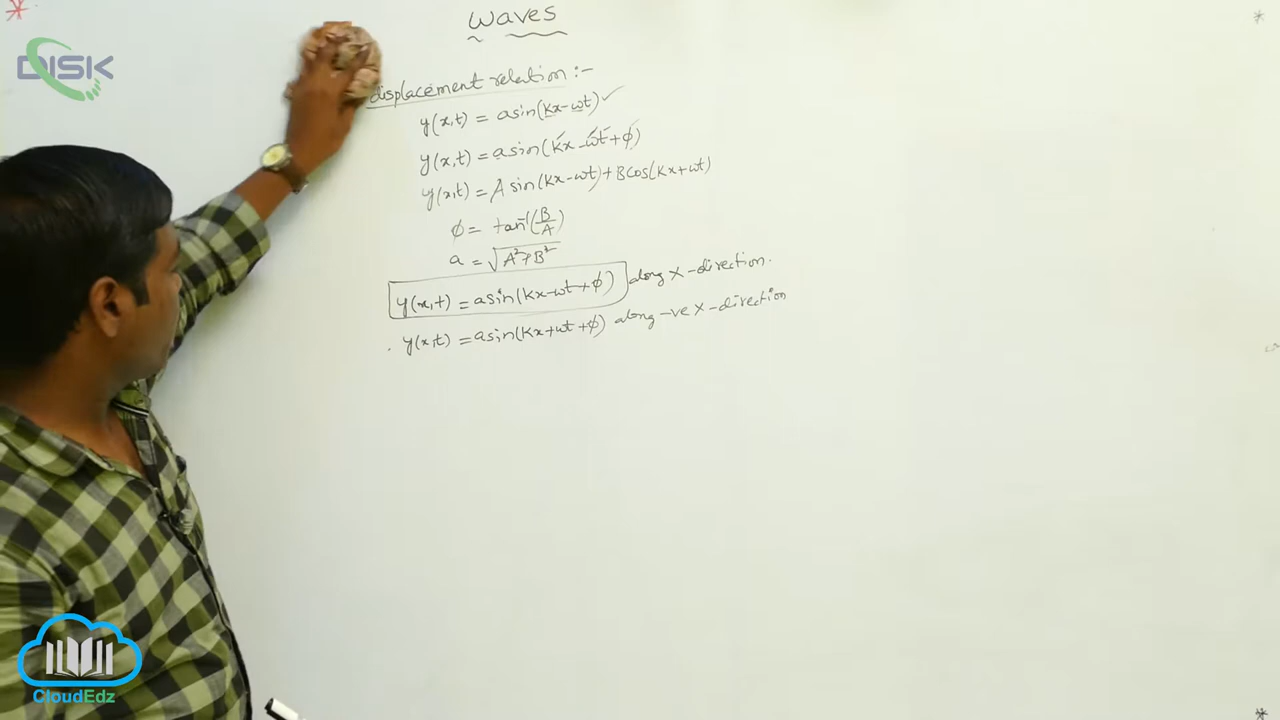 DISK
Waves
displacement relation :-
y(x,t) = a sin(kx-ωt) ✓
y(x,t) = a sin(kx-ωt+ϕ)
y(x,t) = A sin(kx-ωt)+B cos(kx+ωt)
ϕ = tan⁻¹(B/A)
a = √A²+B²
y(x,t) = a sin(kx-ωt+ϕ) along X-direction.
y(x,t) = a sin(kx+ωt+ϕ) along -ve X-direction
CloudEdz